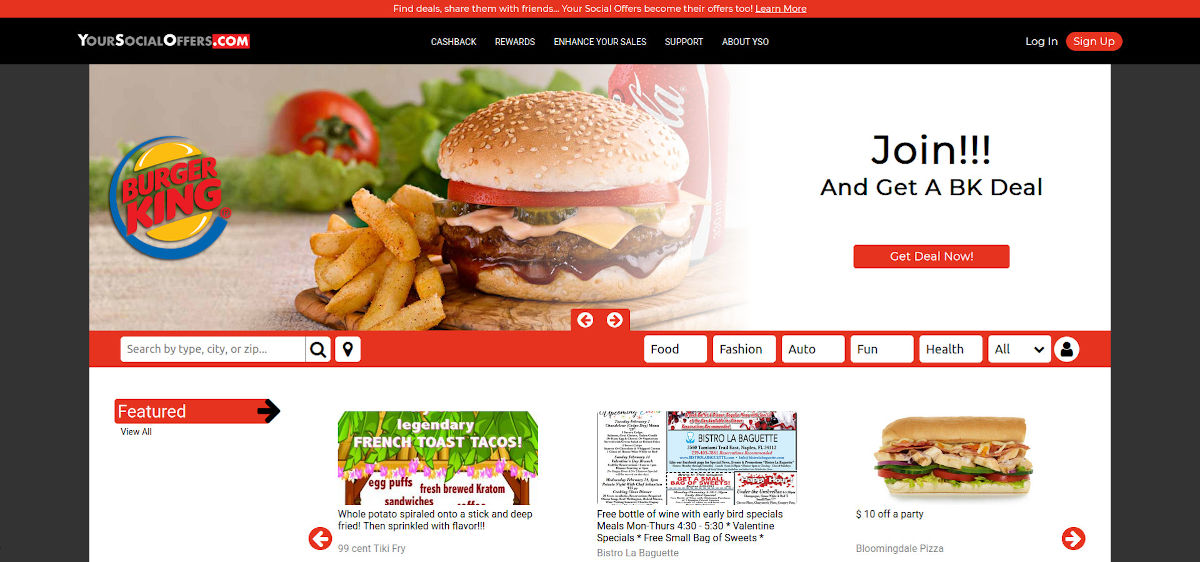 Find deals, share them with friends... Your Social Offers become their offers too! Learn More
YOURSOCIALOFFERS.COM
CASHBACK REWARDS ENHANCE YOUR SALES SUPPORT ABOUT YSO
Log In Sign Up
BURGER
KING
®
Join!!!
And Get A BK Deal
Get Deal Now!
Search by type, city, or zip...
Food Fashion Auto Fun Health All
Featured
View All
legendary
FRENCH TOAST TACOS!
egg puffs
fresh brewed Kratom
sandwiches
Whole potato spiraled onto a stick and deep
fried! Then sprinkled with flavor!!!
99 cent Tiki Fry
BISTRO LA BAGUETTE
GET A SMALL
BAG OF SWEETS!
Free bottle of wine with early bird specials
Meals Mon-Thurs 4:30 - 5:30 * Valentine
Specials * Free Small Bag of Sweets *
Bistro La Baguette
$ 10 off a party
Bloomingdale Pizza